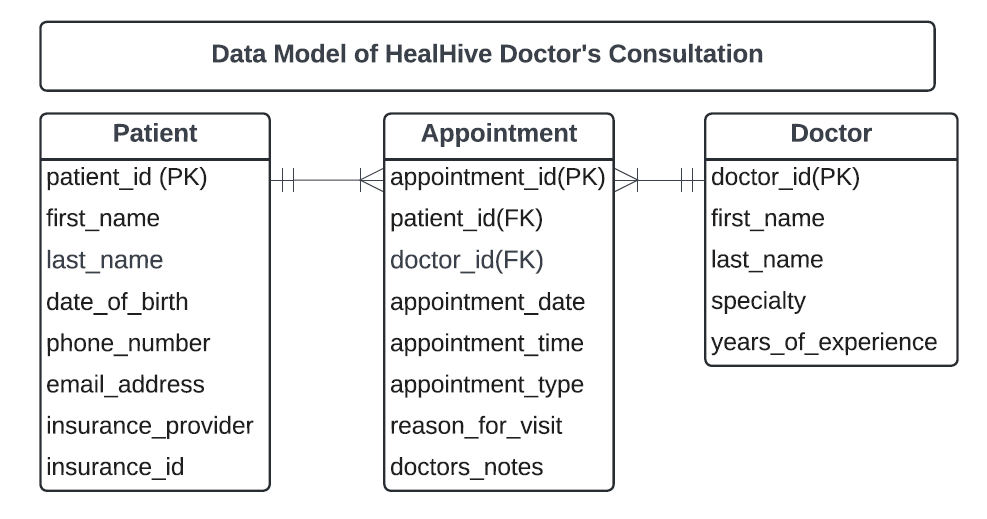 Data Model of HealHive Doctor's Consultation
Patient
patient_id (PK)
first_name
last_name
date_of_birth
phone_number
email_address
insurance_provider
insurance_id
Appointment
appointment_id(PK)
patient_id(FK)
doctor_id(FK)
appointment_date
appointment_time
appointment_type
reason_for_visit
doctors_notes
Doctor
doctor_id(PK)
first_name
last_name
specialty
years_of_experience